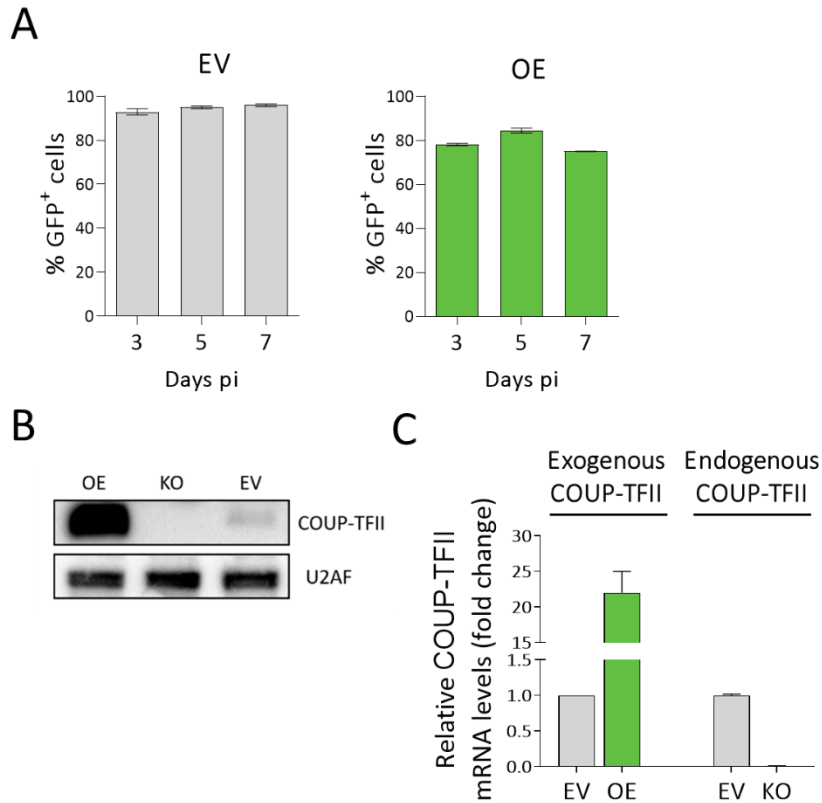 A
EV
OE
% GFP+ cells
100
80
60
40
20
0
3 5 7
Days pi
% GFP+ cells
100
80
60
40
20
0
3 5 7
Days pi
B
OE KO EV
COUP-TFII
U2AF
C
Exogenous
COUP-TFII
Endogenous
COUP-TFII
Relative COUP-TFII
mRNA levels (fold change)
30
25
20
15
1.5
1.0
0.5
0.0
EV OE EV KO